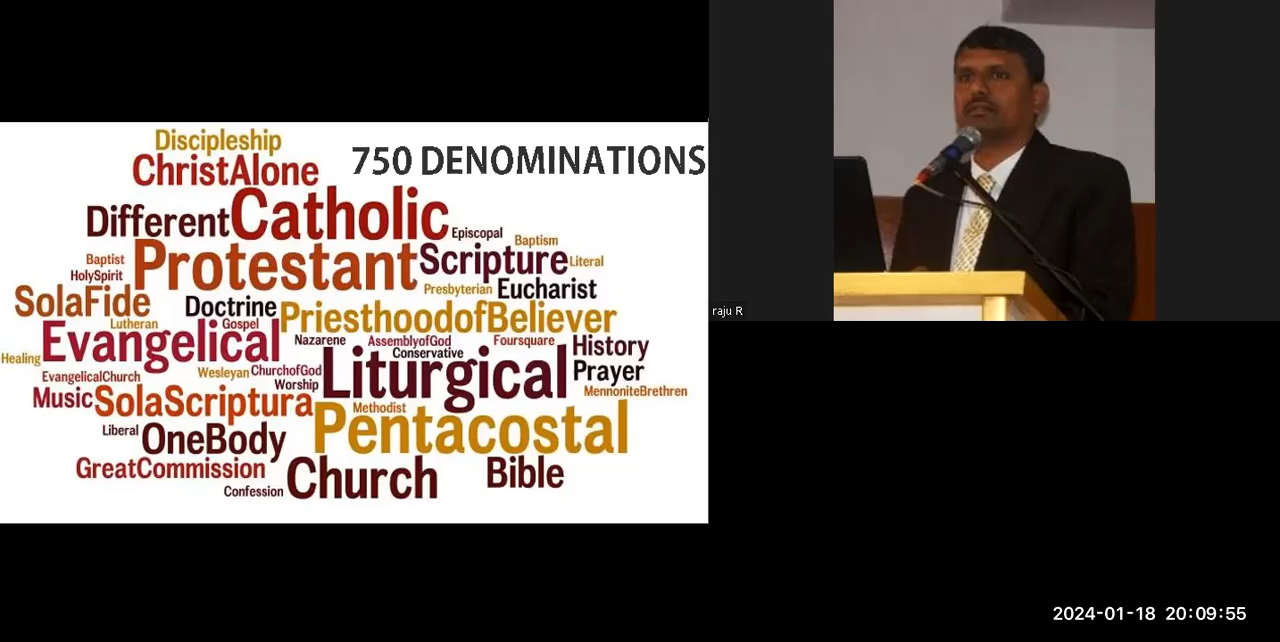 Discipleship
ChristAlone
750 DENOMINATIONS
Different Catholic
Episcopal
Baptism
Baptist
Protestant
Scripture
Literal
HolySpirit
Presbyterian
Eucharist
SolaFide
Doctrine
PriesthoodofBeliever
Lutheran
Gospel
Evangelical
Nazarene
AssemblyofGod
Foursquare
History
Healing
Conservative
EvangelicalChurch
Wesleyan
ChurchofGod
Liturgical
Prayer
Worship
MennoniteBrethren
Music
SolaScriptura
Methodist
Pentacostal
Liberal
OneBody
GreatCommission
Church
Bible
Confession
raju R
2024-01-18 20:09:55